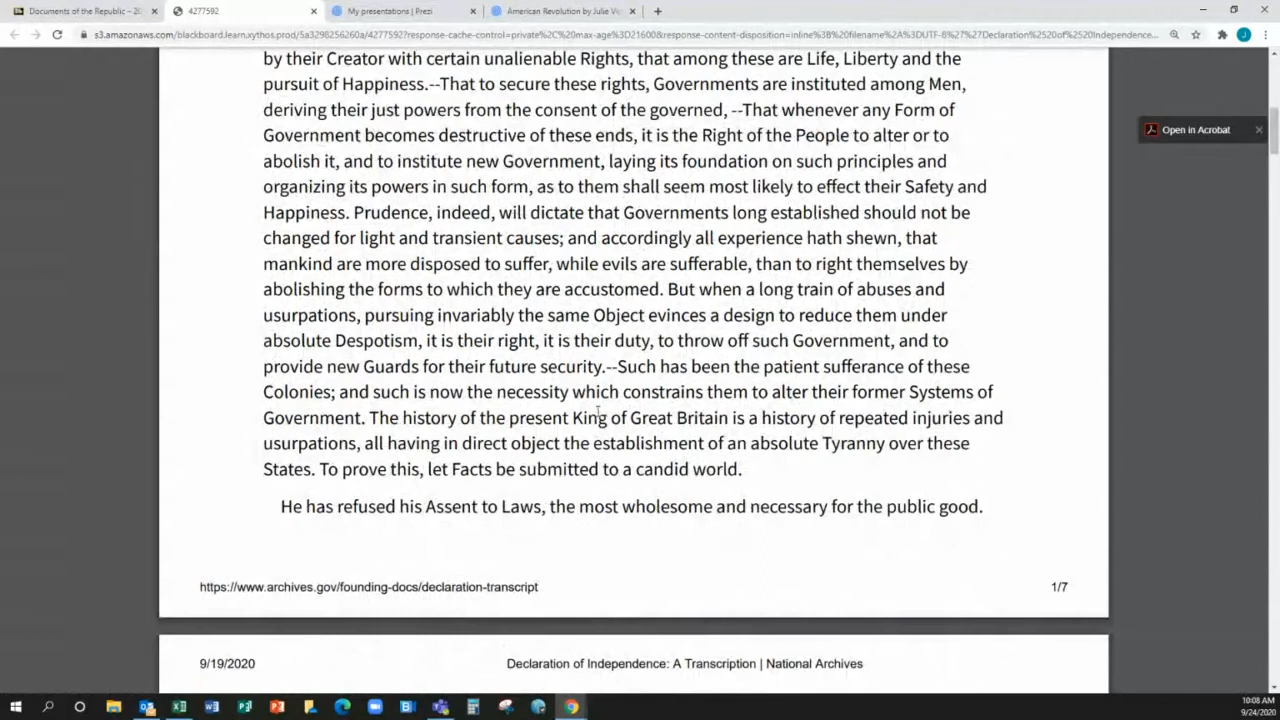 Documents of the Republic – 20
4277592
My presentations | Prezi
American Revolution by Julie V
s3.amazonaws.com/blackboard.learn.xythos.prod/5a3298256260a/4277592?response-cache-control=private%2C%20max-age%3D21600&response-content-disposition=inline%3B%20filename%2A%3DUTF-8%27%27Declaration%2520of%2520Independence...
J
Open in Acrobat
by their Creator with certain unalienable Rights, that among these are Life, Liberty and the
pursuit of Happiness.--That to secure these rights, Governments are instituted among Men,
deriving their just powers from the consent of the governed, --That whenever any Form of
Government becomes destructive of these ends, it is the Right of the People to alter or to
abolish it, and to institute new Government, laying its foundation on such principles and
organizing its powers in such form, as to them shall seem most likely to effect their Safety and
Happiness. Prudence, indeed, will dictate that Governments long established should not be
changed for light and transient causes; and accordingly all experience hath shewn, that
mankind are more disposed to suffer, while evils are sufferable, than to right themselves by
abolishing the forms to which they are accustomed. But when a long train of abuses and
usurpations, pursuing invariably the same Object evinces a design to reduce them under
absolute Despotism, it is their right, it is their duty, to throw off such Government, and to
provide new Guards for their future security.--Such has been the patient sufferance of these
Colonies; and such is now the necessity which constrains them to alter their former Systems of
Government. The history of the present King of Great Britain is a history of repeated injuries and
usurpations, all having in direct object the establishment of an absolute Tyranny over these
States. To prove this, let Facts be submitted to a candid world.
He has refused his Assent to Laws, the most wholesome and necessary for the public good.
https://www.archives.gov/founding-docs/declaration-transcript 1/7
9/19/2020 Declaration of Independence: A Transcription | National Archives
10:08 AM
9/24/2020